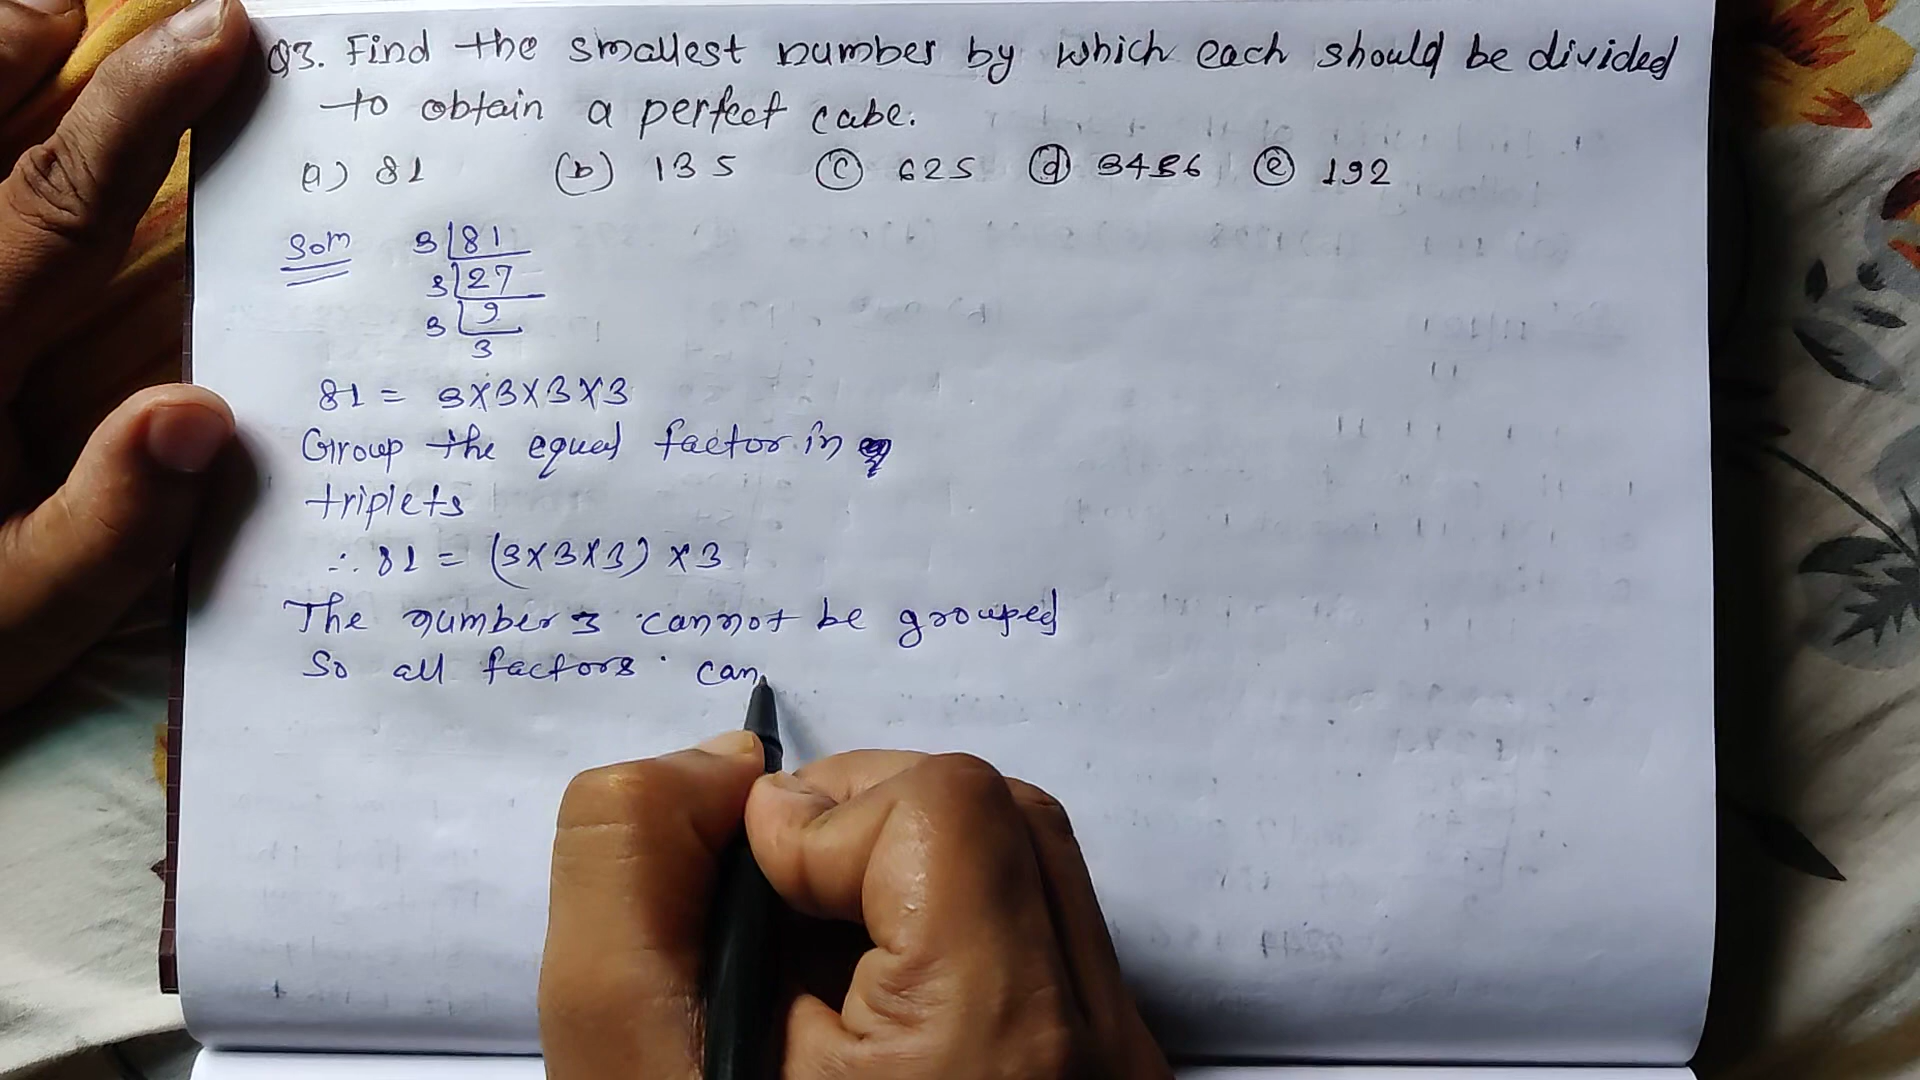 Q3. Find the smallest number by which each should be divided
to obtain a perfect cube.
(a) 81 (b) 135 (c) 625 (d) 3456 (e) 192
Soln 3 81
3 27
3 9
3
81 = 3×3×3×3
Group the equal factor in
triplets
∴ 81 = (3×3×3) × 3
The number 3 cannot be grouped
So all factors can